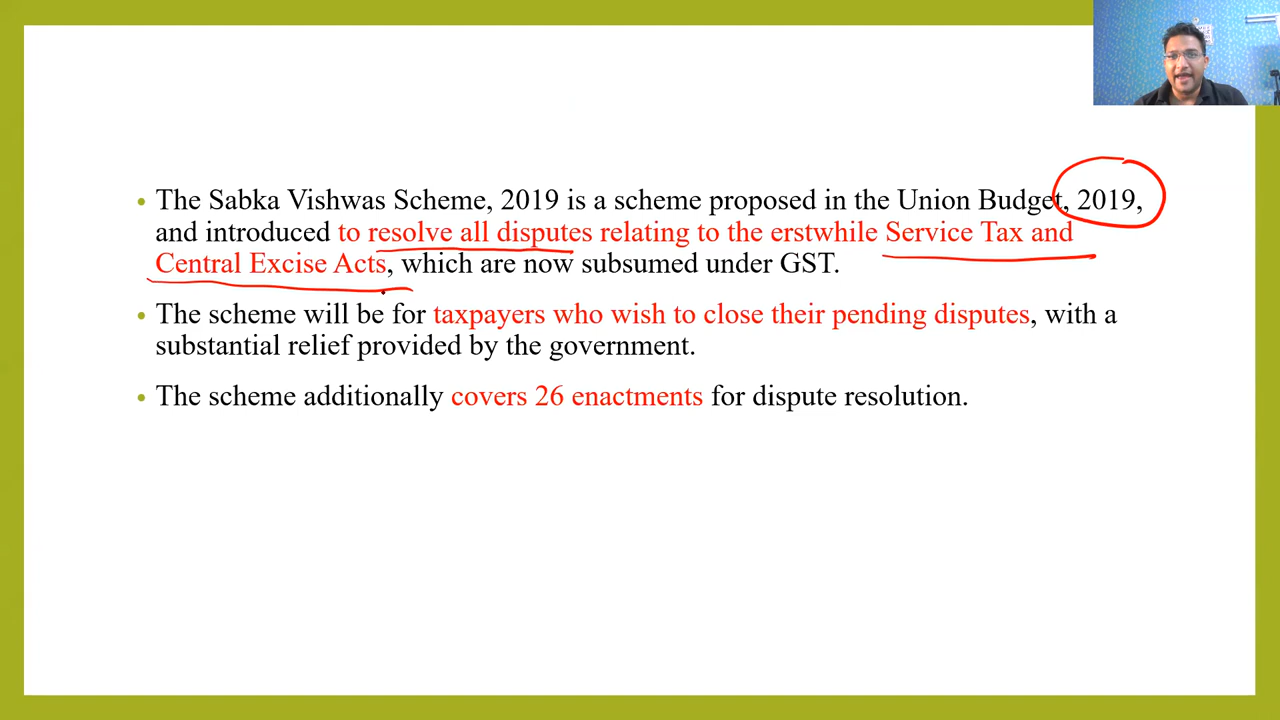 • The Sabka Vishwas Scheme, 2019 is a scheme proposed in the Union Budget, 2019,
and introduced to resolve all disputes relating to the erstwhile Service Tax and
Central Excise Acts, which are now subsumed under GST.
• The scheme will be for taxpayers who wish to close their pending disputes, with a
substantial relief provided by the government.
• The scheme additionally covers 26 enactments for dispute resolution.